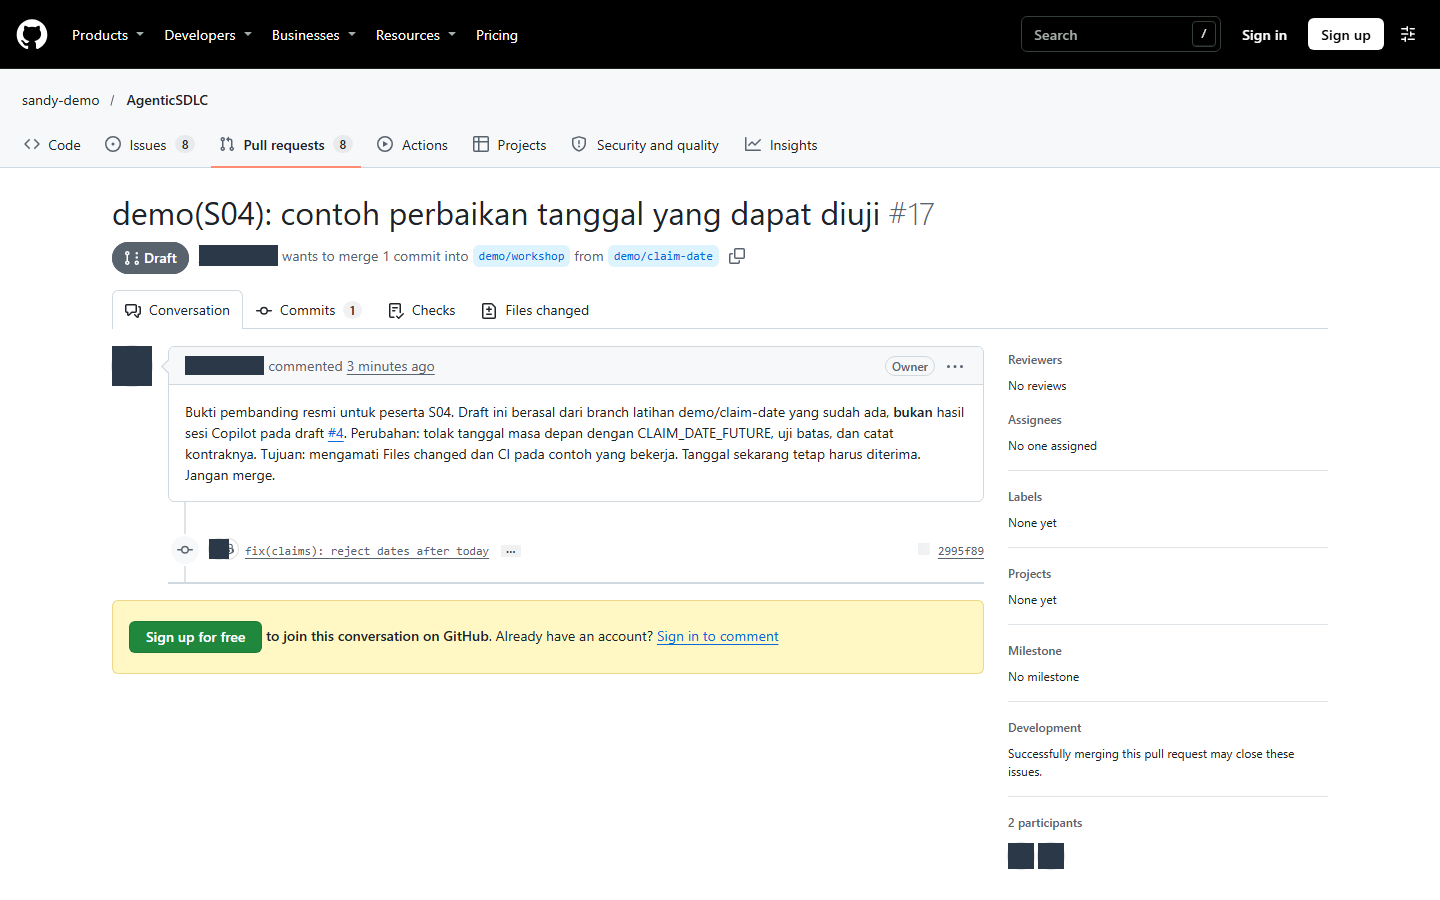 Products Developers Businesses Resources Pricing Search / Sign in Sign up
sandy-demo / AgenticSDLC
Code Issues 8 Pull requests 8 Actions Projects Security and quality Insights
demo(S04): contoh perbaikan tanggal yang dapat diuji #17
Draft wants to merge 1 commit into demo/workshop from demo/claim-date
Conversation Commits 1 Checks Files changed
commented 3 minutes ago Owner ...
Bukti pembanding resmi untuk peserta S04. Draft ini berasal dari branch latihan demo/claim-date yang sudah ada, bukan hasil
sesi Copilot pada draft #4. Perubahan: tolak tanggal masa depan dengan CLAIM_DATE_FUTURE, uji batas, dan catat
kontraknya. Tujuan: mengamati Files changed dan CI pada contoh yang bekerja. Tanggal sekarang tetap harus diterima.
Jangan merge.
fix(claims): reject dates after today ... 2995f89
Sign up for free to join this conversation on GitHub. Already have an account? Sign in to comment
Reviewers
No reviews
Assignees
No one assigned
Labels
None yet
Projects
None yet
Milestone
No milestone
Development
Successfully merging this pull request may close these
issues.
2 participants